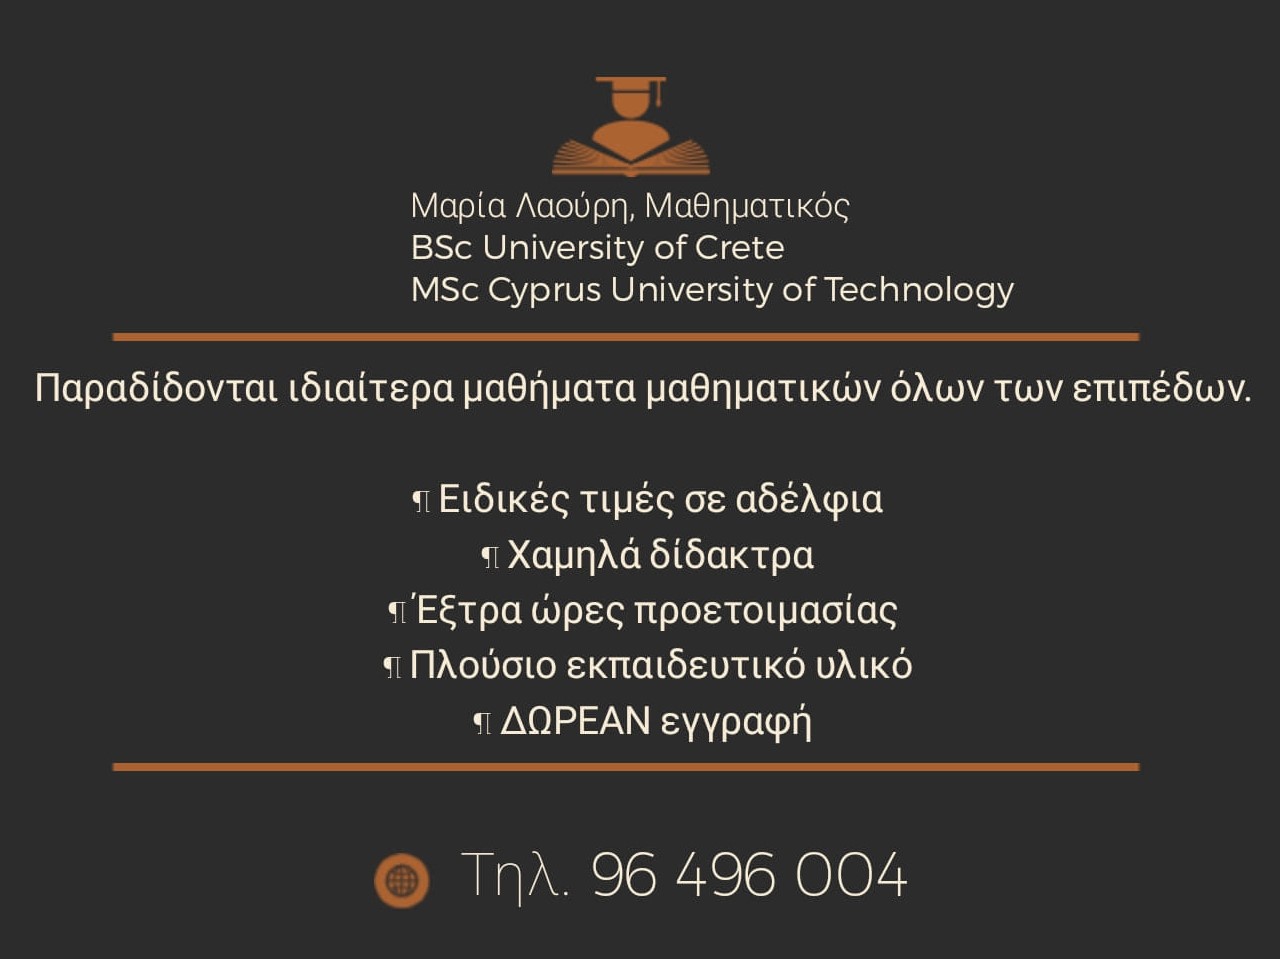 Μαρία Λαούρη, Μαθηματικός
BSc University of Crete
MSc Cyprus University of Technology
Παραδίδονται ιδιαίτερα μαθήματα μαθηματικών όλων των επιπέδων.
¶ Ειδικές τιμές σε αδέλφια
¶ Χαμηλά δίδακτρα
¶ Έξτρα ώρες προετοιμασίας
¶ Πλούσιο εκπαιδευτικό υλικό
¶ ΔΩΡΕΑΝ εγγραφή
Τηλ. 96 496 004